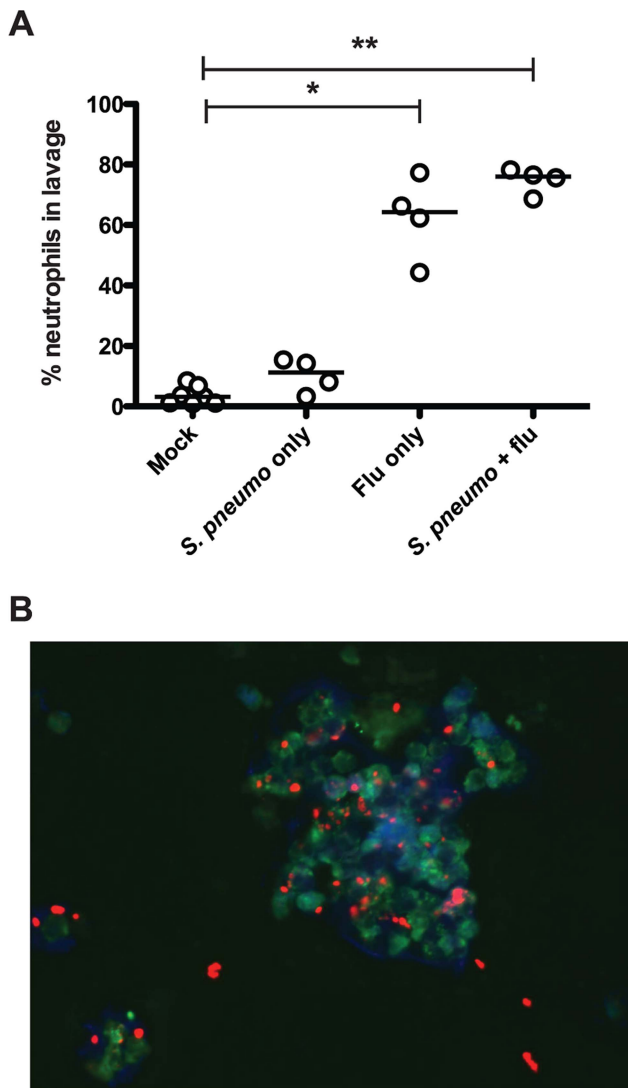 A
**
*
% neutrophils in lavage
100
80
60
40
20
0
Mock
S. pneumo only
Flu only
S. pneumo + flu
B